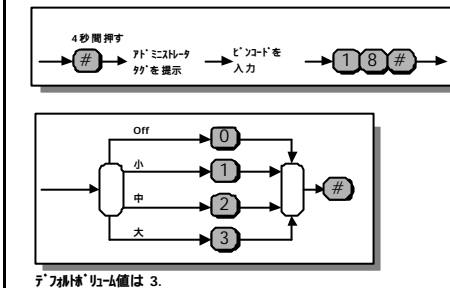 4秒間押す
# ｱﾄﾞﾐﾆｽﾄﾚｰﾀ ﾋﾟﾝｺｰﾄﾞを 1 8 #
ﾀｸﾞを提示 入力
Off 0
小 1
#
中 2
大 3
ﾃﾞﾌｫﾙﾄﾎﾞﾘｭｰﾑ値は 3.